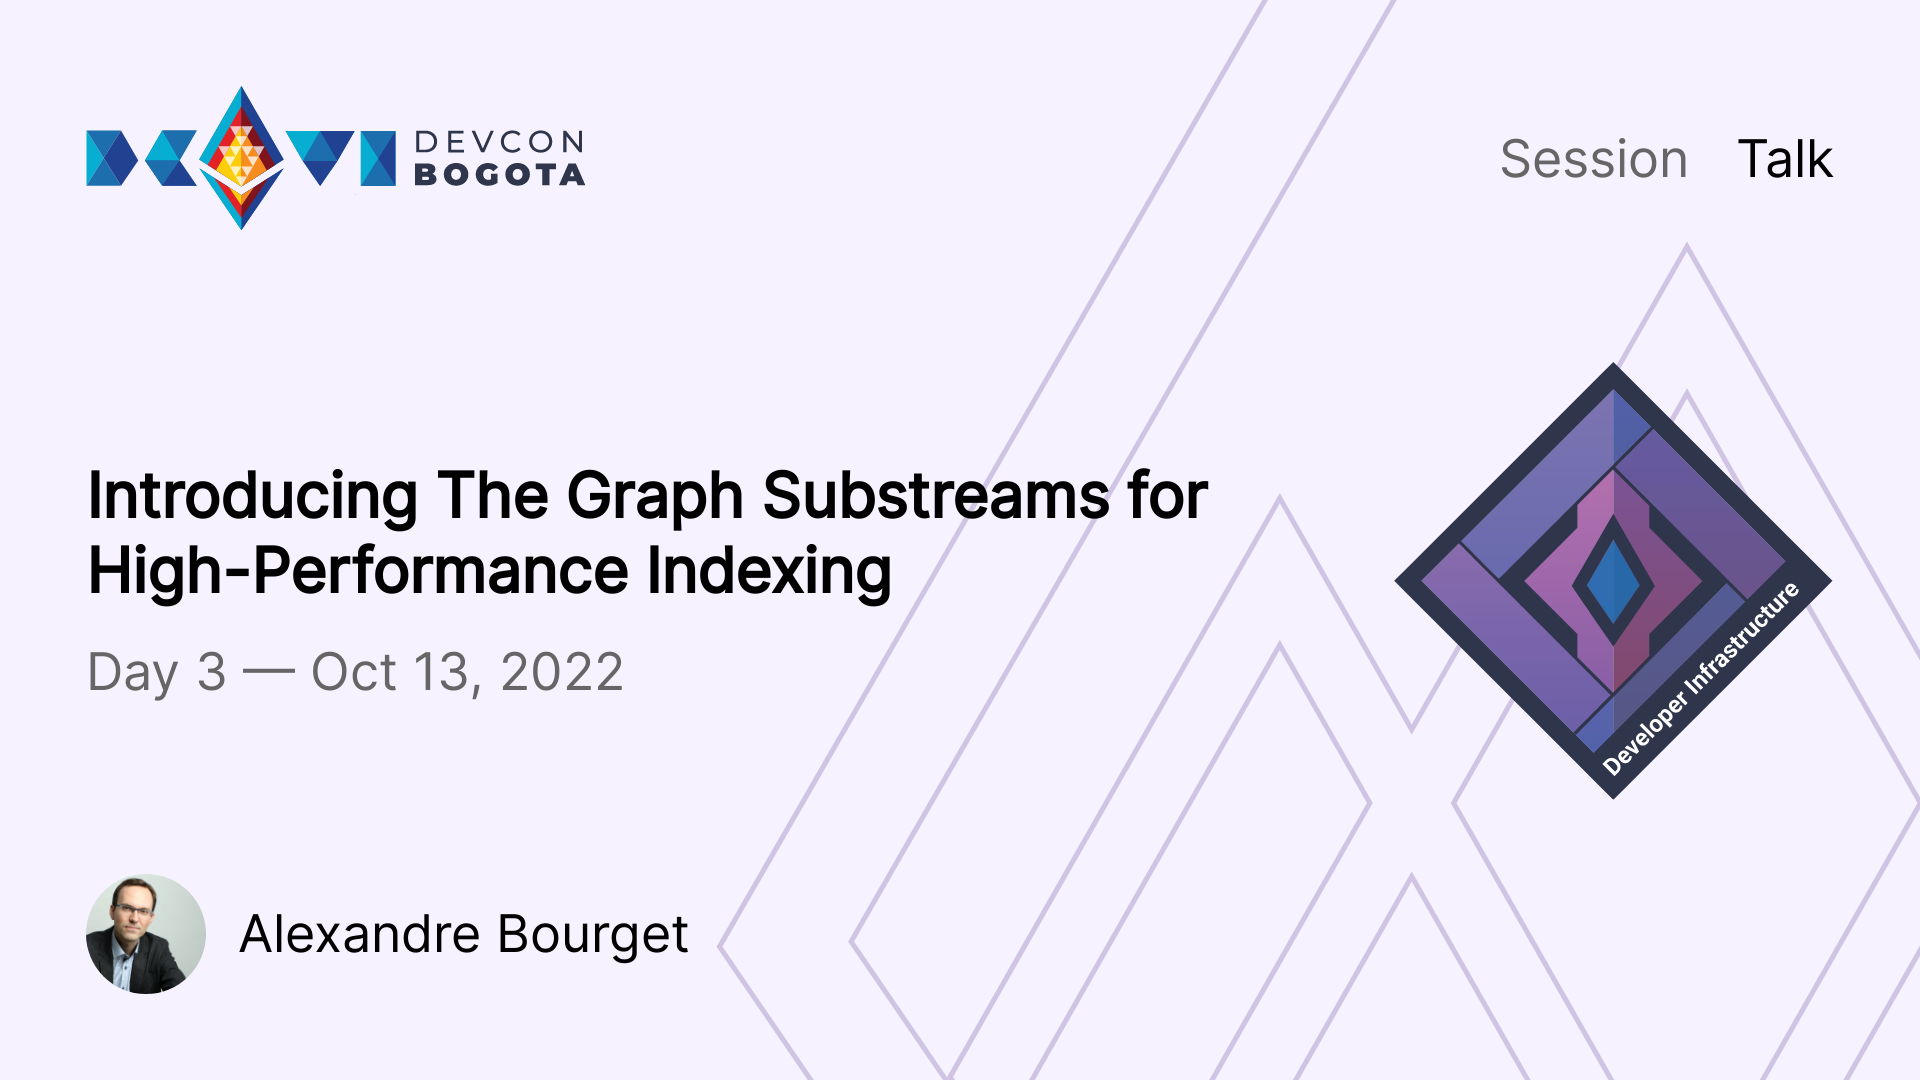 DEVCON
BOGOTA
Session Talk
Introducing The Graph Substreams for
High-Performance Indexing
Day 3 — Oct 13, 2022
Developer Infrastructure
Alexandre Bourget